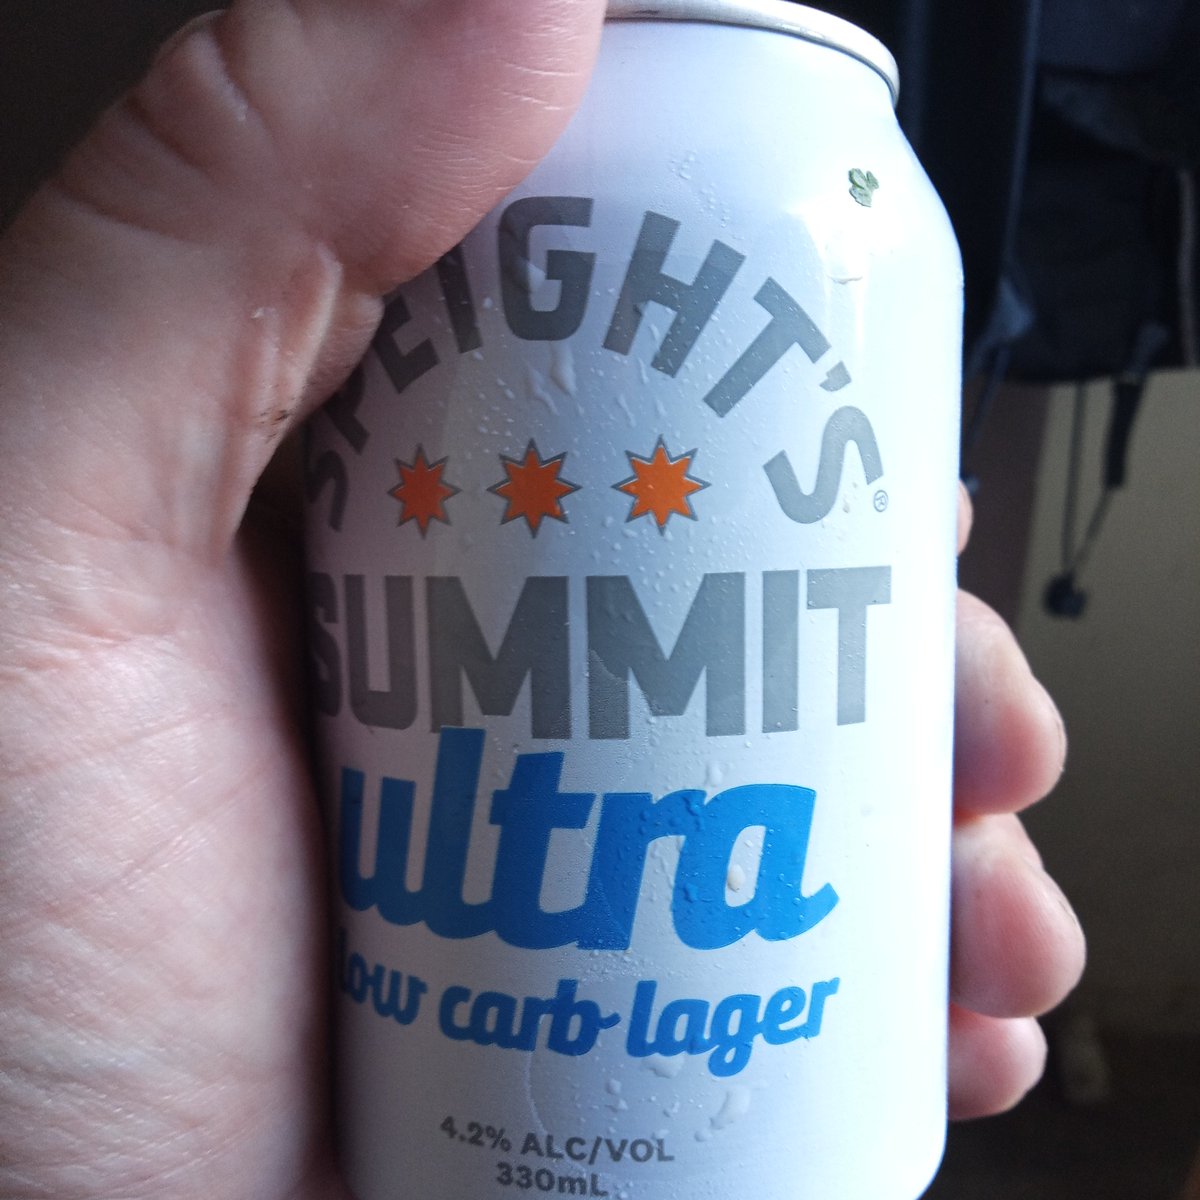 SPEIGHT'S®
SUMMIT
ultra
low carb lager
4.2% ALC/VOL
330mL